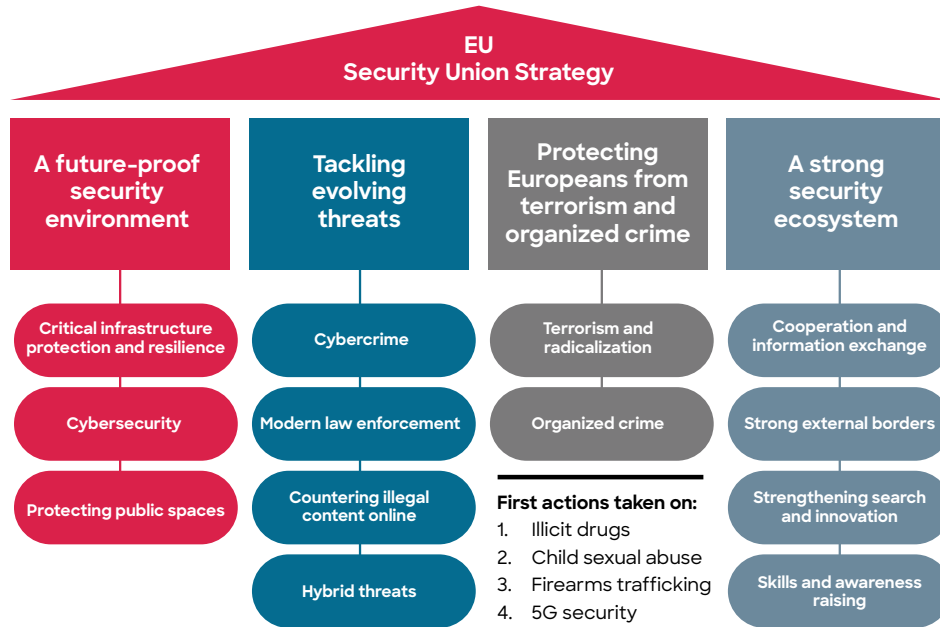 EU
Security Union Strategy
A future-proof
security
environment
Critical infrastructure
protection and resilience
Cybersecurity
Protecting public spaces
Tackling
evolving
threats
Cybercrime
Modern law enforcement
Countering illegal
content online
Hybrid threats
Protecting
Europeans from
terrorism and
organized crime
Terrorism and
radicalization
Organized crime
First actions taken on:
1. Illicit drugs
2. Child sexual abuse
3. Firearms trafficking
4. 5G security
A strong
security
ecosystem
Cooperation and
information exchange
Strong external borders
Strengthening search
and innovation
Skills and awareness
raising